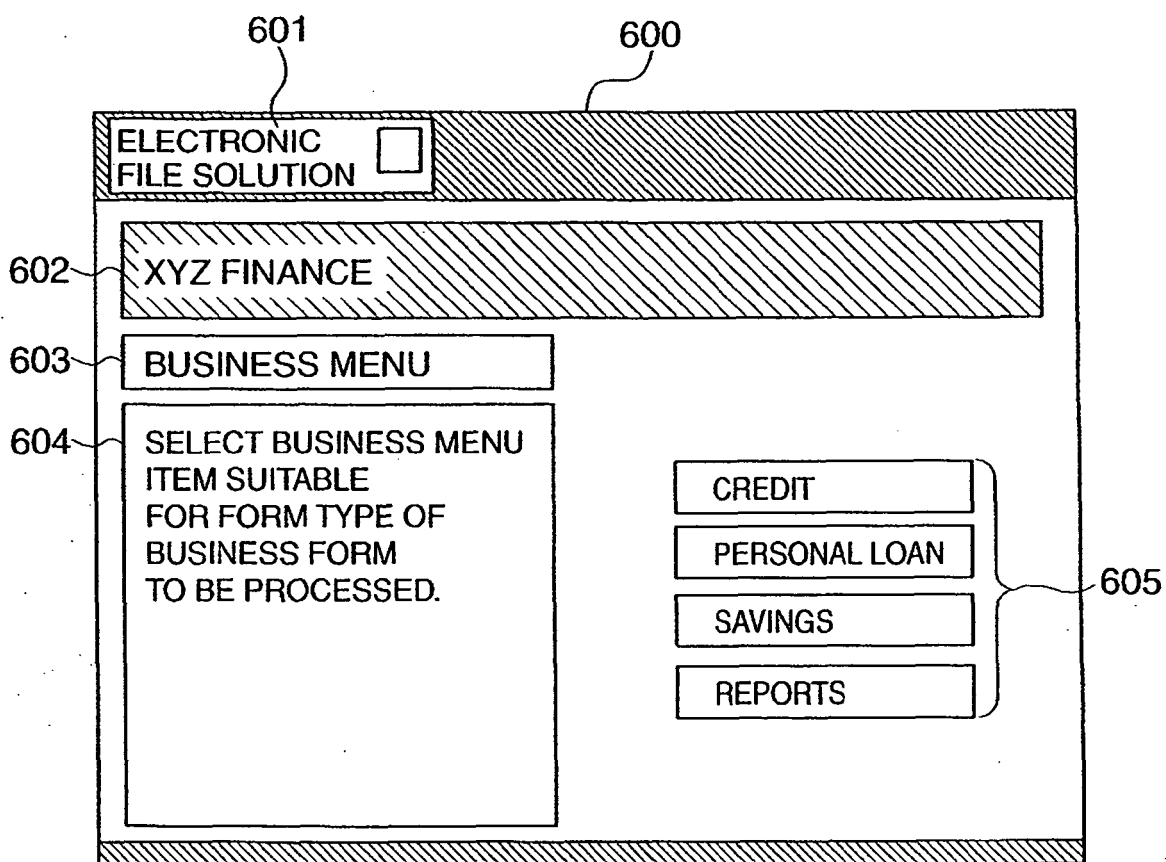 601
600
ELECTRONIC
FILE SOLUTION
602
XYZ FINANCE
603
BUSINESS MENU
604
SELECT BUSINESS MENU
ITEM SUITABLE
FOR FORM TYPE OF
BUSINESS FORM
TO BE PROCESSED.
CREDIT
PERSONAL LOAN
SAVINGS
REPORTS
605